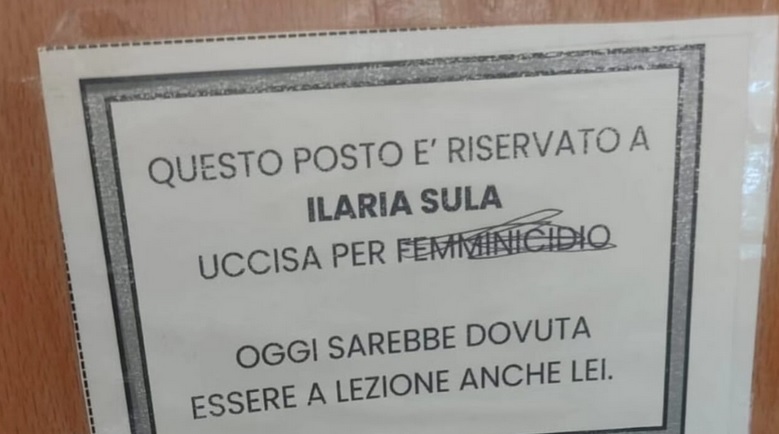 QUESTO POSTO E' RISERVATO A
ILARIA SULA
UCCISA PER FEMMINICIDIO
OGGI SAREBBE DOVUTA
ESSERE A LEZIONE ANCHE LEI.